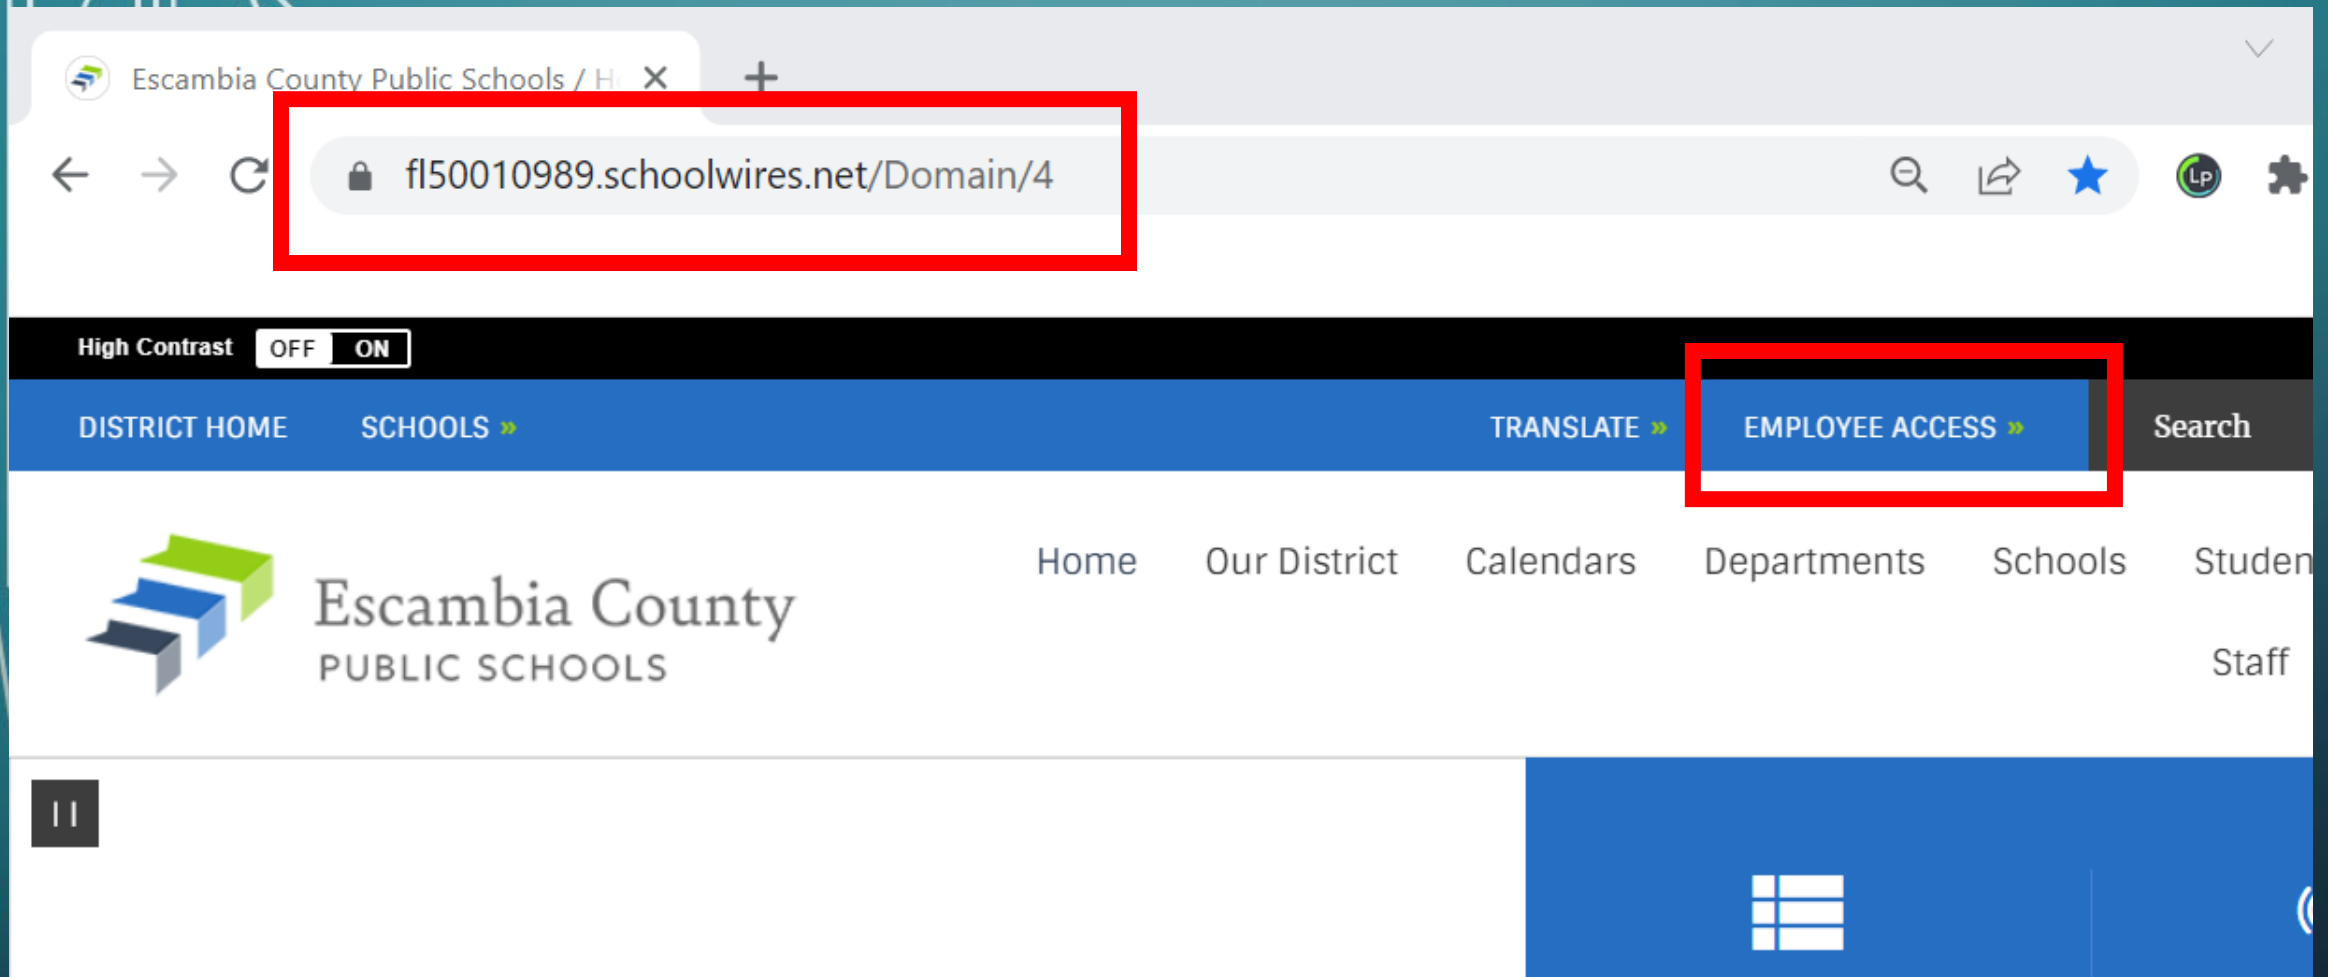 Escambia County Public Schools / H
fl50010989.schoolwires.net/Domain/4
LP
High Contrast OFF ON
DISTRICT HOME SCHOOLS » TRANSLATE » EMPLOYEE ACCESS » Search
Home Our District Calendars Departments Schools Studen
Escambia County
PUBLIC SCHOOLS
Staff